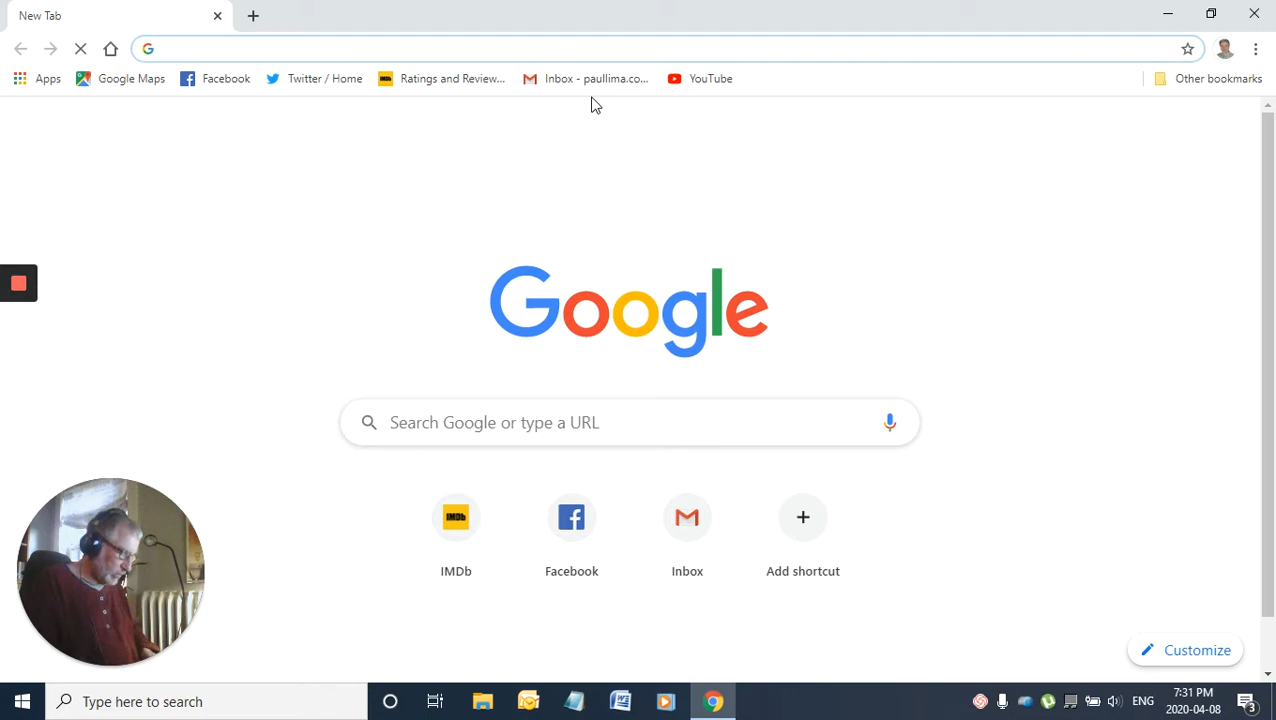 New Tab
Apps Google Maps Facebook Twitter / Home Ratings and Review... Inbox - paullima.co... YouTube Other bookmarks
Google
Search Google or type a URL
IMDb
IMDb Facebook Inbox Add shortcut
Customize
Type here to search
ENG
7:31 PM
2020-04-08
3